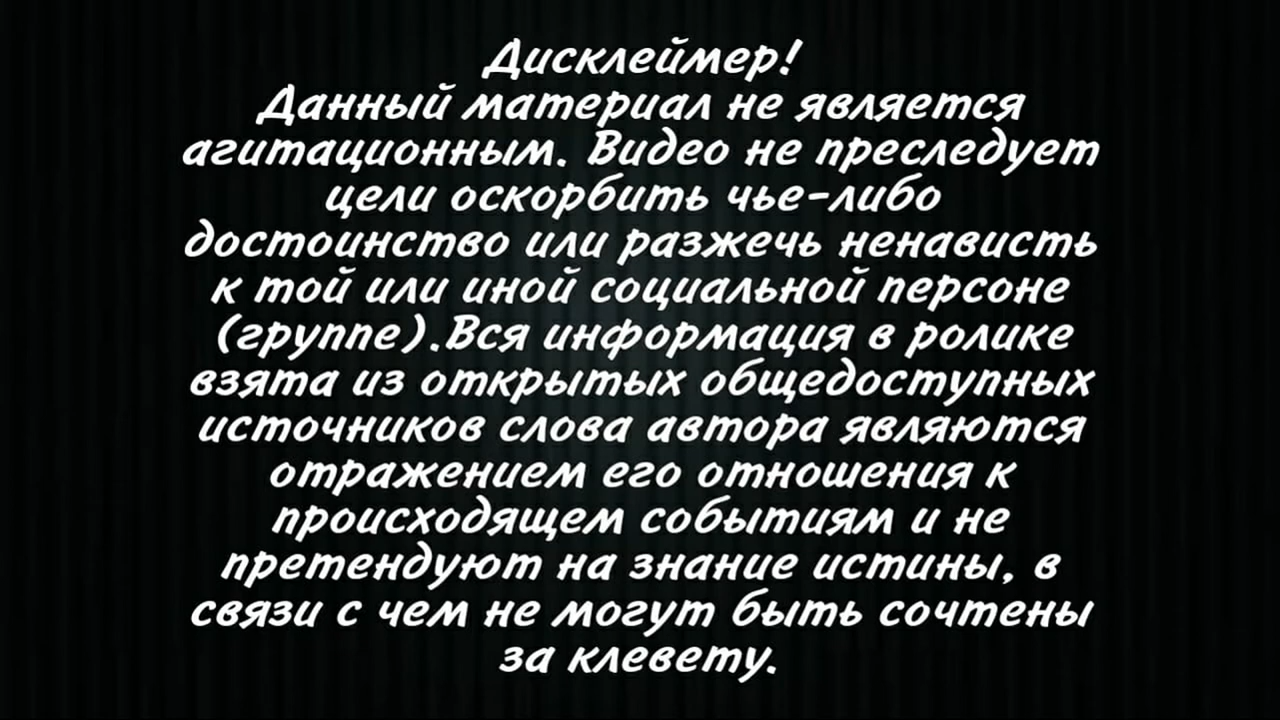 Дисклеймер!
Данный материал не является
агитационным. Видео не преследует
цели оскорбить чье-либо
достоинство или разжечь ненависть
к той или иной социальной персоне
(группе).Вся информация в ролике
взята из открытых общедоступных
источников слова автора являются
отражением его отношения к
происходящем событиям и не
претендуют на знание истины, в
связи с чем не могут быть сочтены
за клевету.